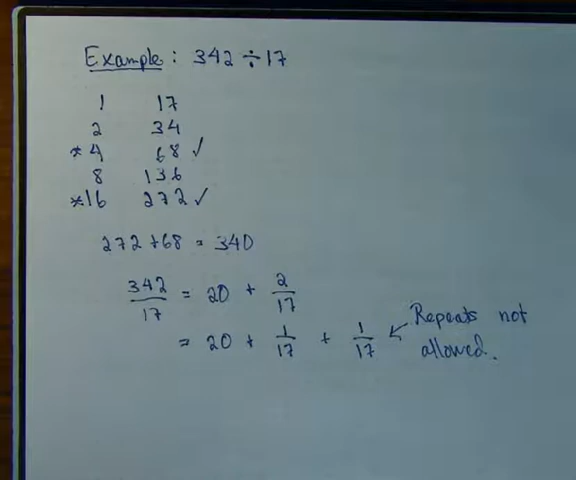 Example: 342 ÷ 17
1 17
2 34
*4 68 ✓
8 136
*16 272 ✓
272 + 68 = 340
342/17 = 20 + 2/17
= 20 + 1/17 + 1/17 ← Repeats not
allowed.